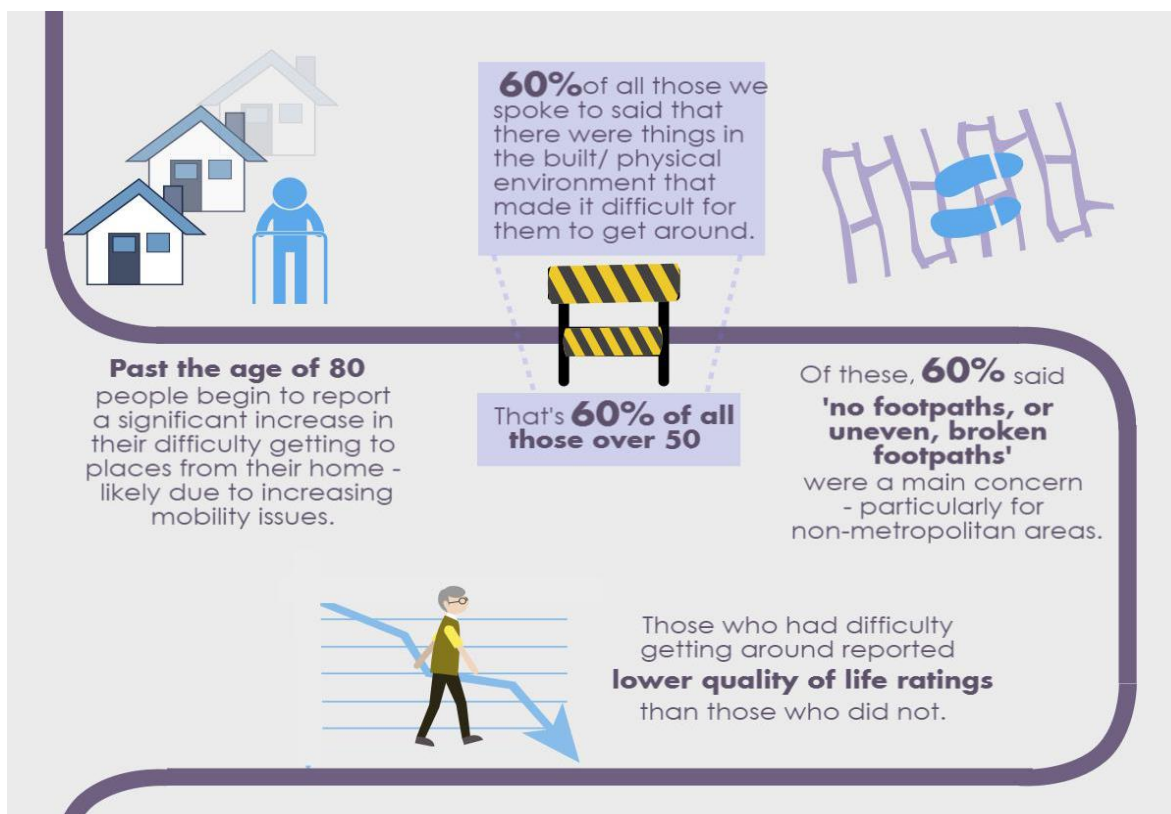 Past the age of 80
people begin to report
a significant increase in
their difficulty getting to
places from their home -
likely due to increasing
mobility issues.
60% of all those we
spoke to said that
there were things in
the built/ physical
environment that
made it difficult for
them to get around.
That's 60% of all
those over 50
Of these, 60% said
'no footpaths, or
uneven, broken
footpaths'
were a main concern
- particularly for
non-metropolitan areas.
Those who had difficulty
getting around reported
lower quality of life ratings
than those who did not.